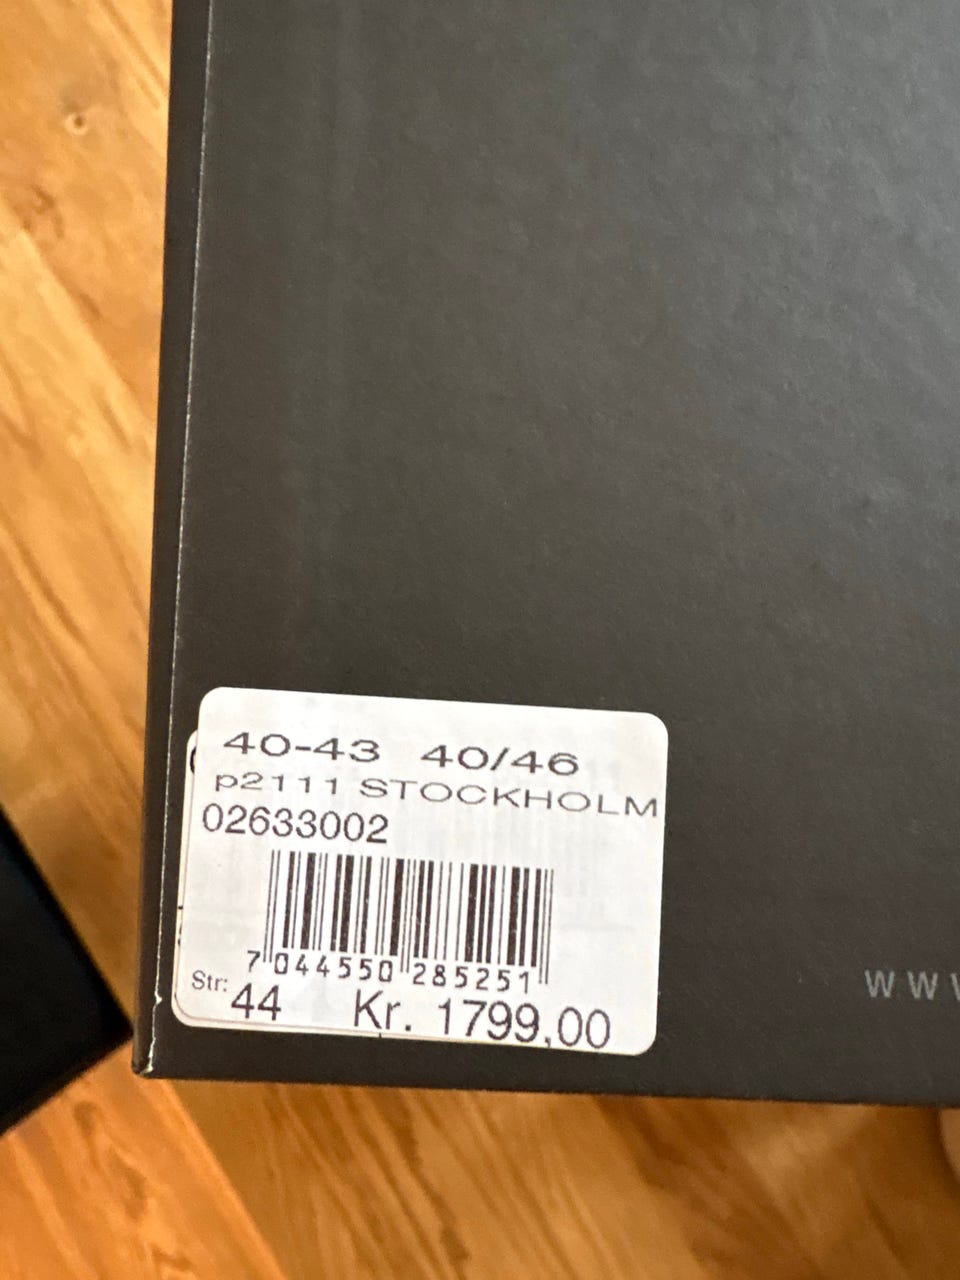 40-43 40/46
p2111 STOCKHOLM
02633002
7 044550 285251
Str: 44 Kr. 1799,00
WWW